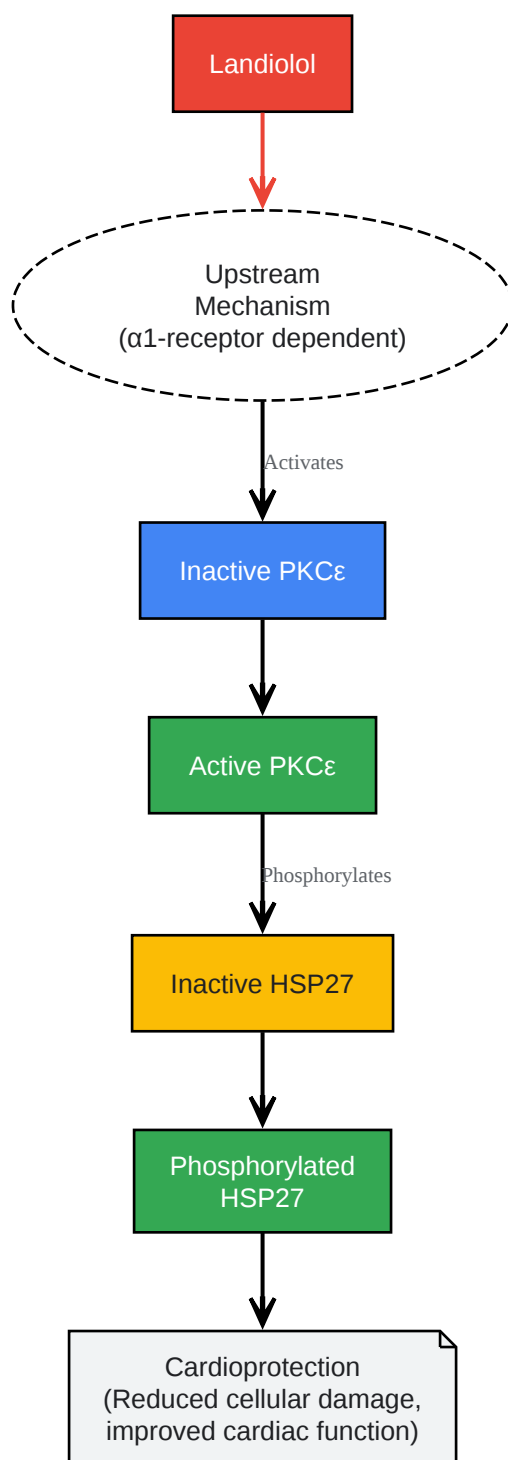 Landiolol
Upstream
Mechanism
(α1-receptor dependent)
Activates
Inactive PKCε
Active PKCε
Phosphorylates
Inactive HSP27
Phosphorylated
HSP27
Cardioprotection
(Reduced cellular damage,
improved cardiac function)